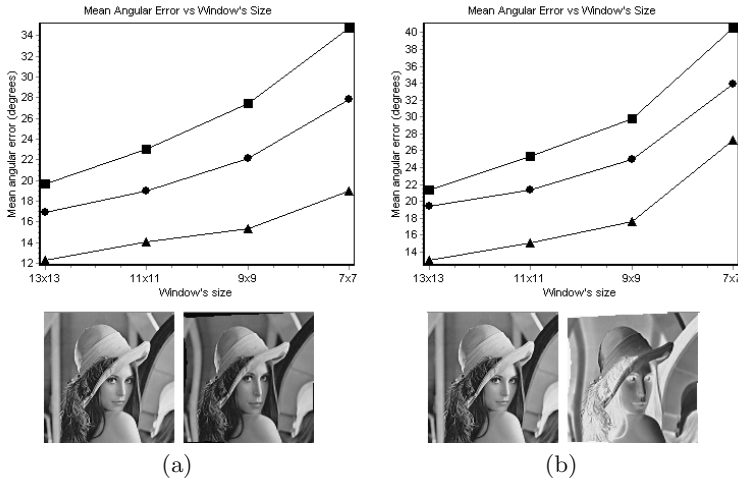 Mean Angular Error vs Window's Size
Mean angular error (degrees)
34
32
30
28
26
24
22
20
18
16
14
12
13x13
11x11
9x9
7x7
Window's size
(a)
Mean Angular Error vs Window's Size
Mean angular error (degrees)
40
38
36
34
32
30
28
26
24
22
20
18
16
14
13x13
11x11
9x9
7x7
Window's size
(b)